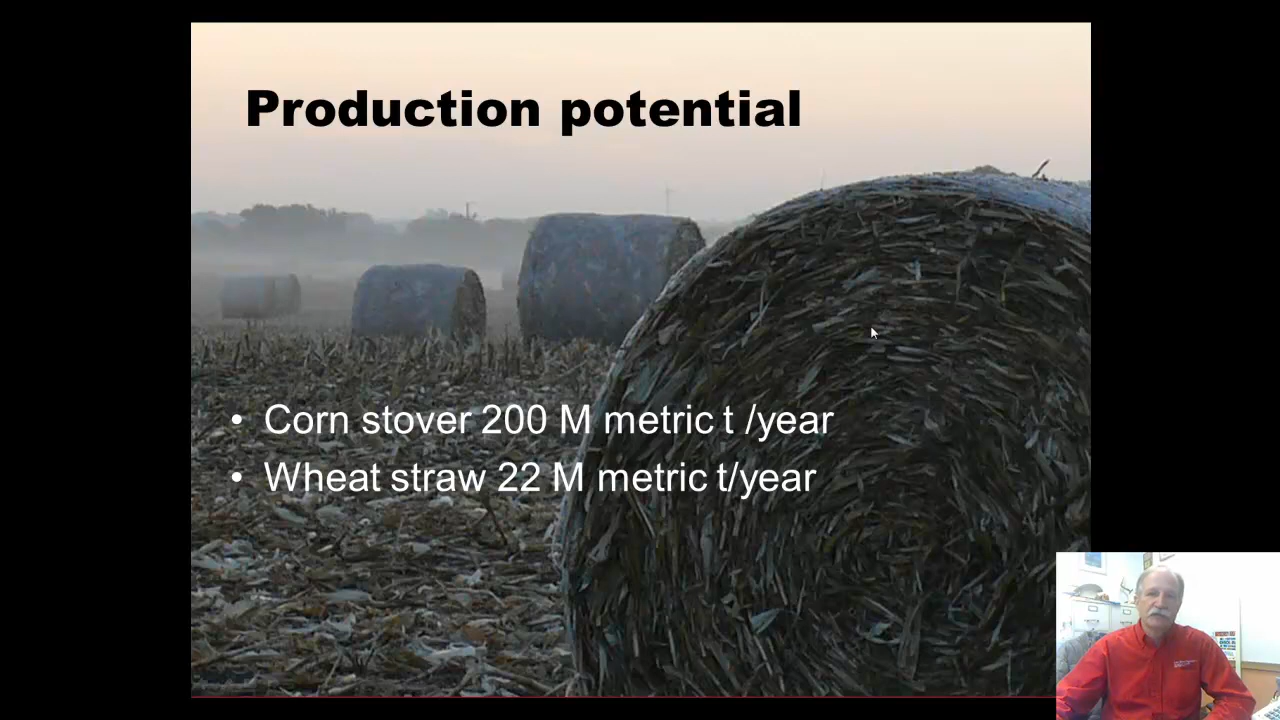 Production potential
• Corn stover 200 M metric t /year
• Wheat straw 22 M metric t/year